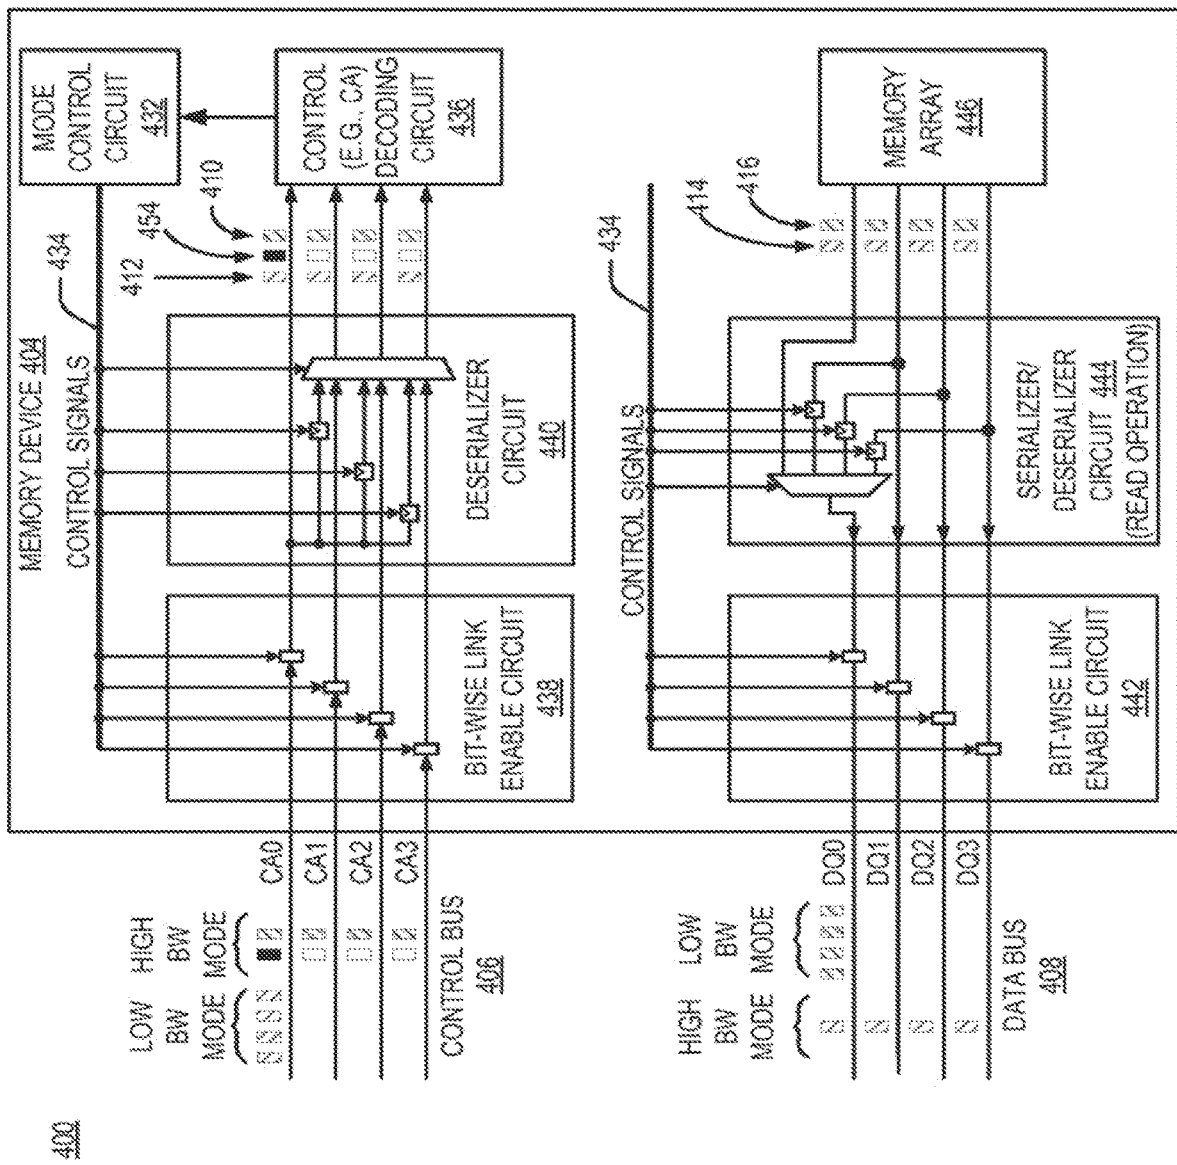 400
MEMORY DEVICE 404
CONTROL SIGNALS
434
MODE
CONTROL
CIRCUIT
432
412
454
410
CONTROL
(E.G., CA)
DECODING
CIRCUIT
436
LOW
BW
MODE
HIGH
BW
MODE
CA0
CA1
CA2
CA3
CONTROL BUS
406
BIT-WISE LINK
ENABLE CIRCUIT
438
DESERIALIZER
CIRCUIT
440
CONTROL SIGNALS
434
414
416
MEMORY
ARRAY
446
HIGH
BW
MODE
LOW
BW
MODE
DQ0
DQ1
DQ2
DQ3
DATA BUS
408
BIT-WISE LINK
ENABLE CIRCUIT
442
SERIALIZER/
DESERIALIZER
CIRCUIT 444
(READ OPERATION)